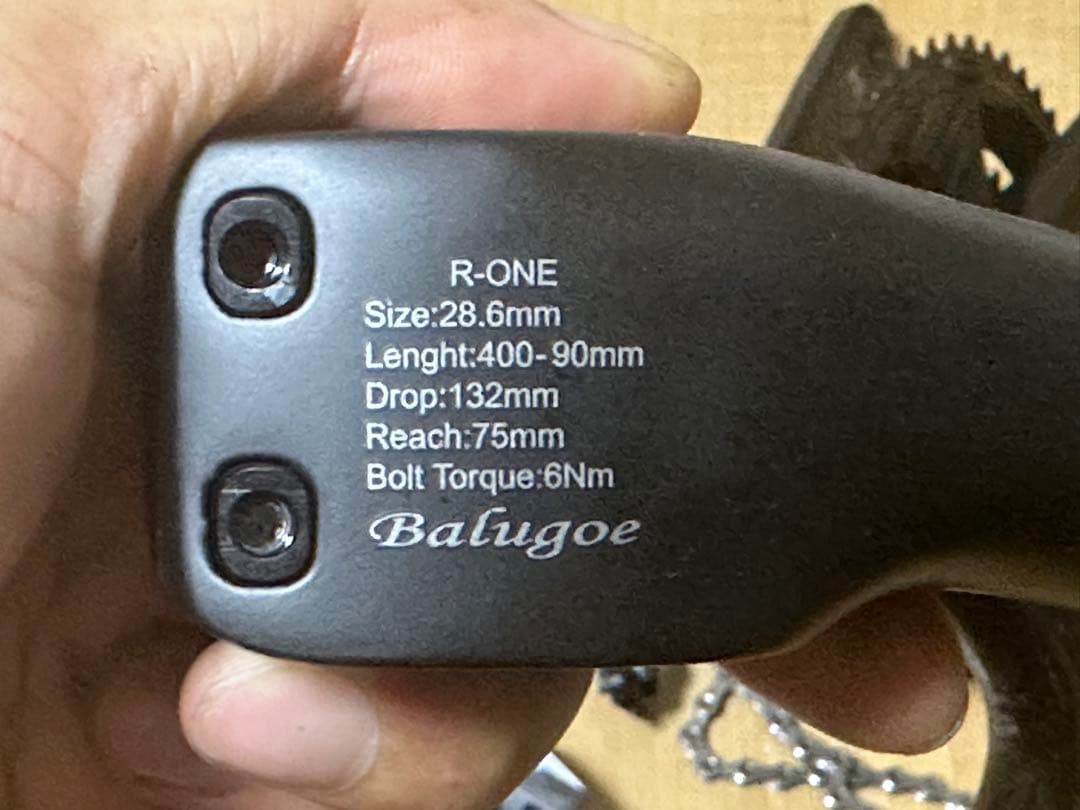 R-ONE
Size:28.6mm
Lenght:400-90mm
Drop:132mm
Reach:75mm
Bolt Torque:6Nm
Balugoe